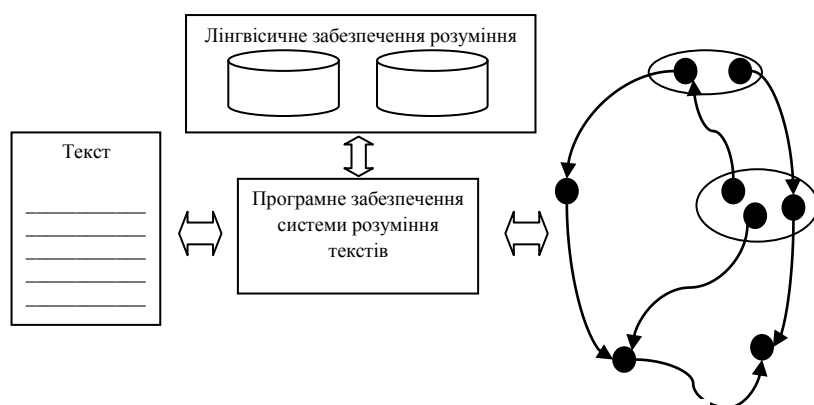 Лінгвісичне забезпечення розуміння
Текст
Програмне забезпечення
системи розуміння
текстів